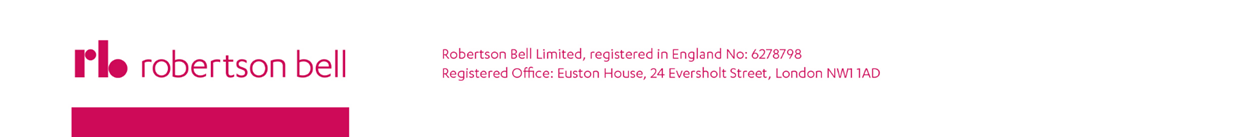 rb robertson bell
Robertson Bell Limited, registered in England No: 6278798
Registered Office: Euston House, 24 Eversholt Street, London NW1 1AD